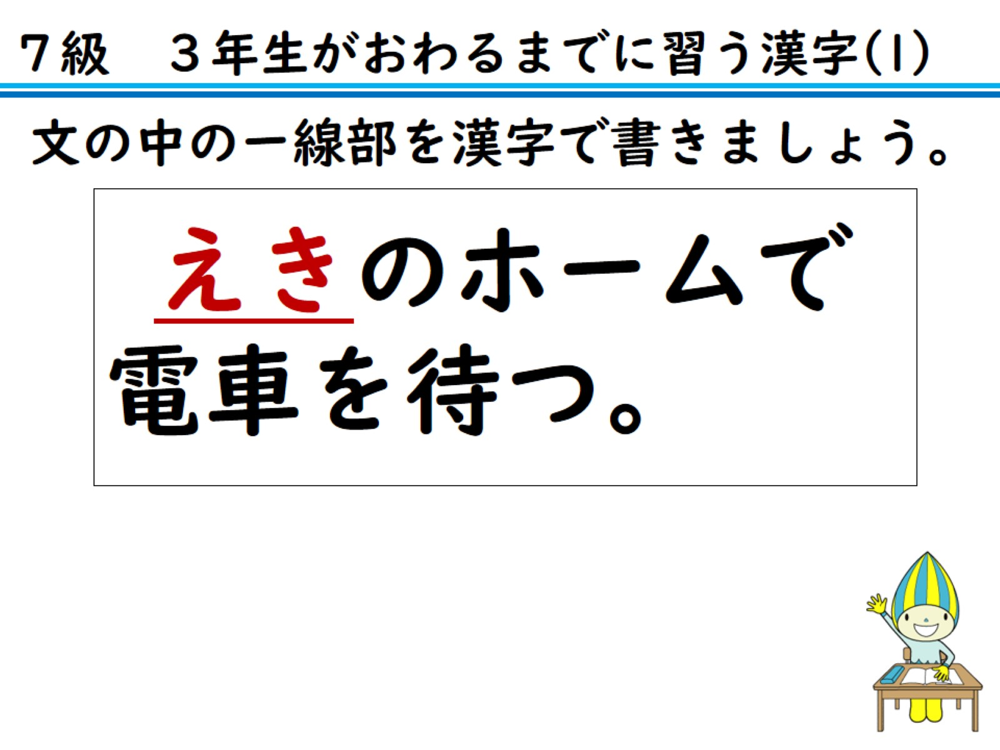 ７級　３年生がおわるまでに習う漢字(1)
文の中の一線部を漢字で書きましょう。
えきのホームで
電車を待つ。